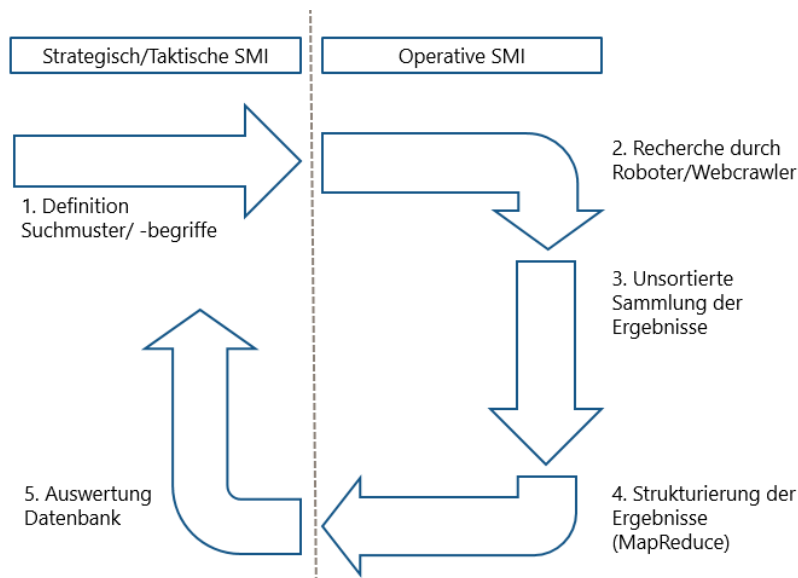 Strategisch/Taktische SMI
Operative SMI
1. Definition
Suchmuster/ -begriffe
2. Recherche durch
Roboter/Webcrawler
3. Unsortierte
Sammlung der
Ergebnisse
4. Strukturierung der
Ergebnisse
(MapReduce)
5. Auswertung
Datenbank